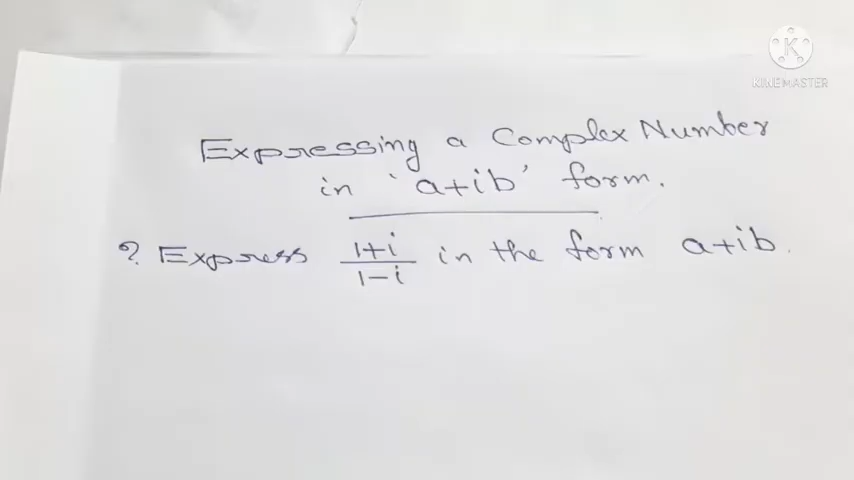 K
KINEMASTER
Expressing a Complex Number
in 'a+ib' form.
? Express (1+i)/(1-i) in the form a+ib.